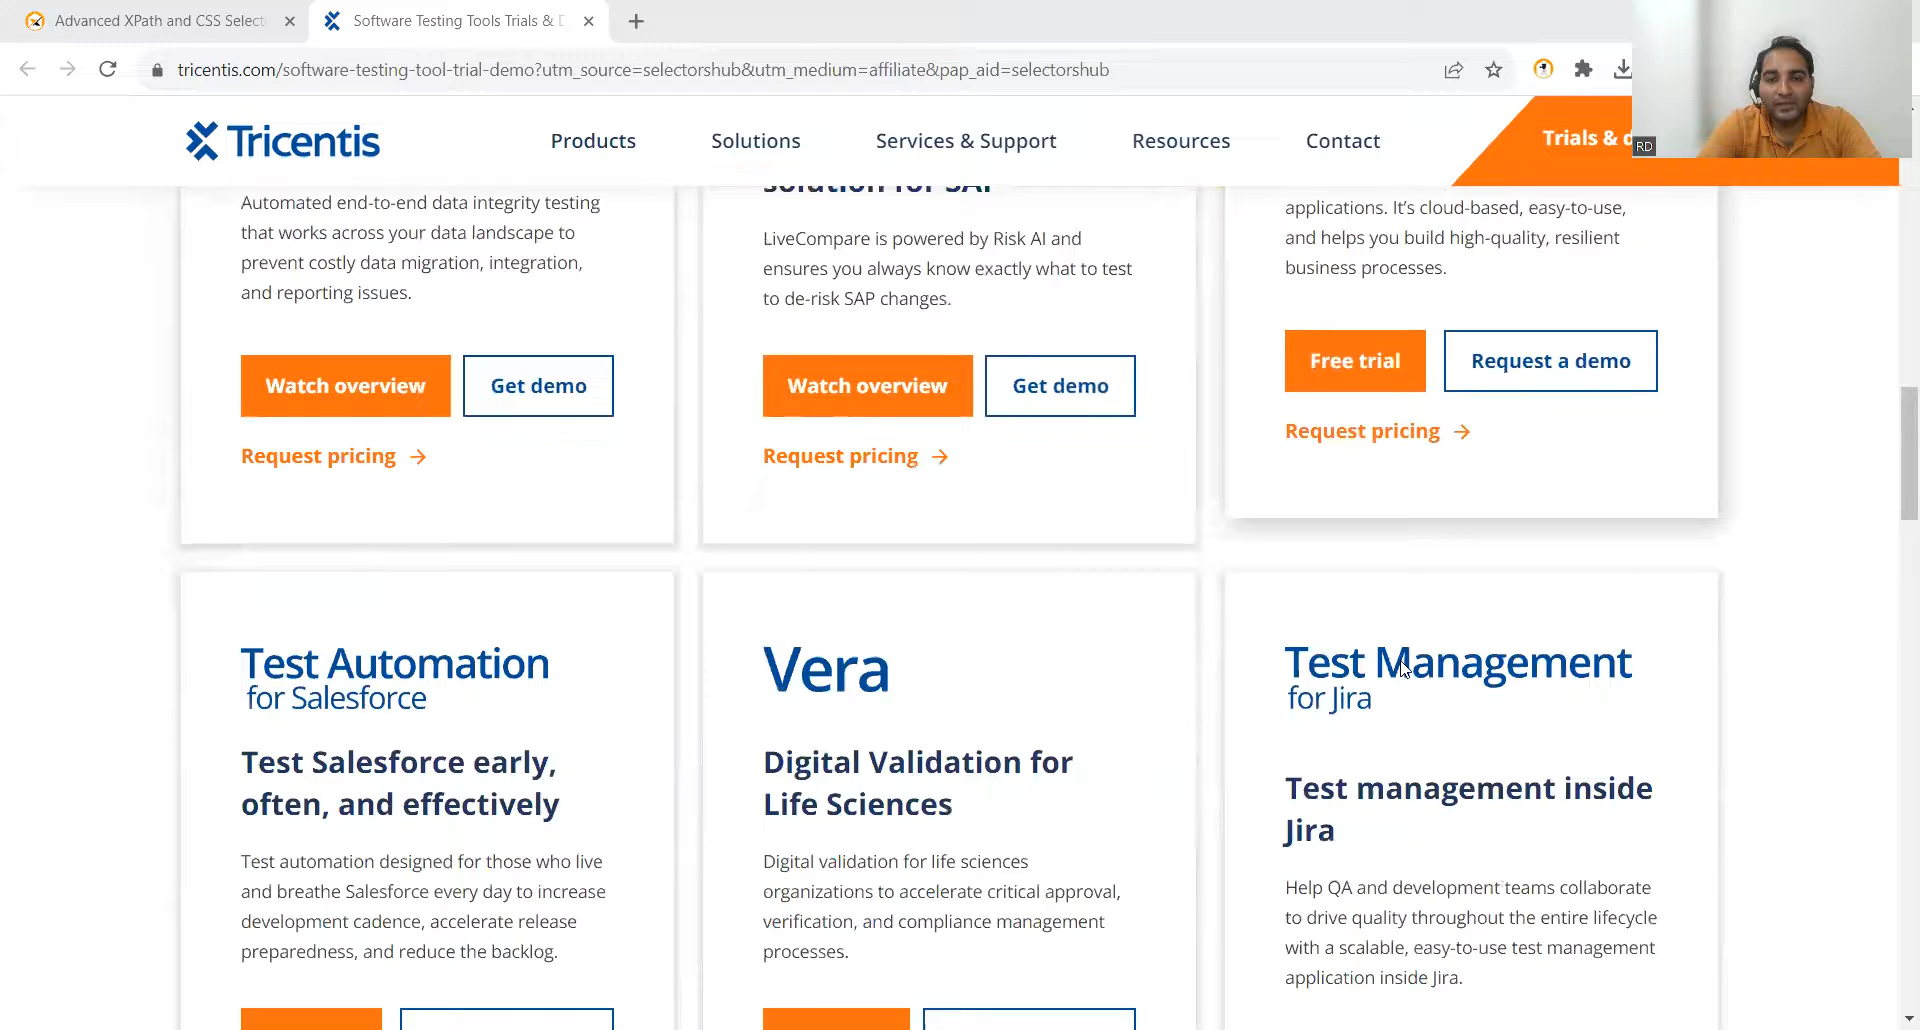 Advanced XPath and CSS Select
Software Testing Tools Trials & D
tricentis.com/software-testing-tool-trial-demo?utm_source=selectorshub&utm_medium=affiliate&pap_aid=selectorshub
Tricentis
Products
Solutions
Services & Support
Resources
Contact
Trials & d
RD
Automated end-to-end data integrity testing
that works across your data landscape to
prevent costly data migration, integration,
and reporting issues.
Watch overview
Get demo
Request pricing →
solution for SAP
LiveCompare is powered by Risk AI and
ensures you always know exactly what to test
to de-risk SAP changes.
Watch overview
Get demo
Request pricing →
applications. It's cloud-based, easy-to-use,
and helps you build high-quality, resilient
business processes.
Free trial
Request a demo
Request pricing →
Test Automation
for Salesforce
Test Salesforce early,
often, and effectively
Test automation designed for those who live
and breathe Salesforce every day to increase
development cadence, accelerate release
preparedness, and reduce the backlog.
Vera
Digital Validation for
Life Sciences
Digital validation for life sciences
organizations to accelerate critical approval,
verification, and compliance management
processes.
Test Management
for Jira
Test management inside
Jira
Help QA and development teams collaborate
to drive quality throughout the entire lifecycle
with a scalable, easy-to-use test management
application inside Jira.